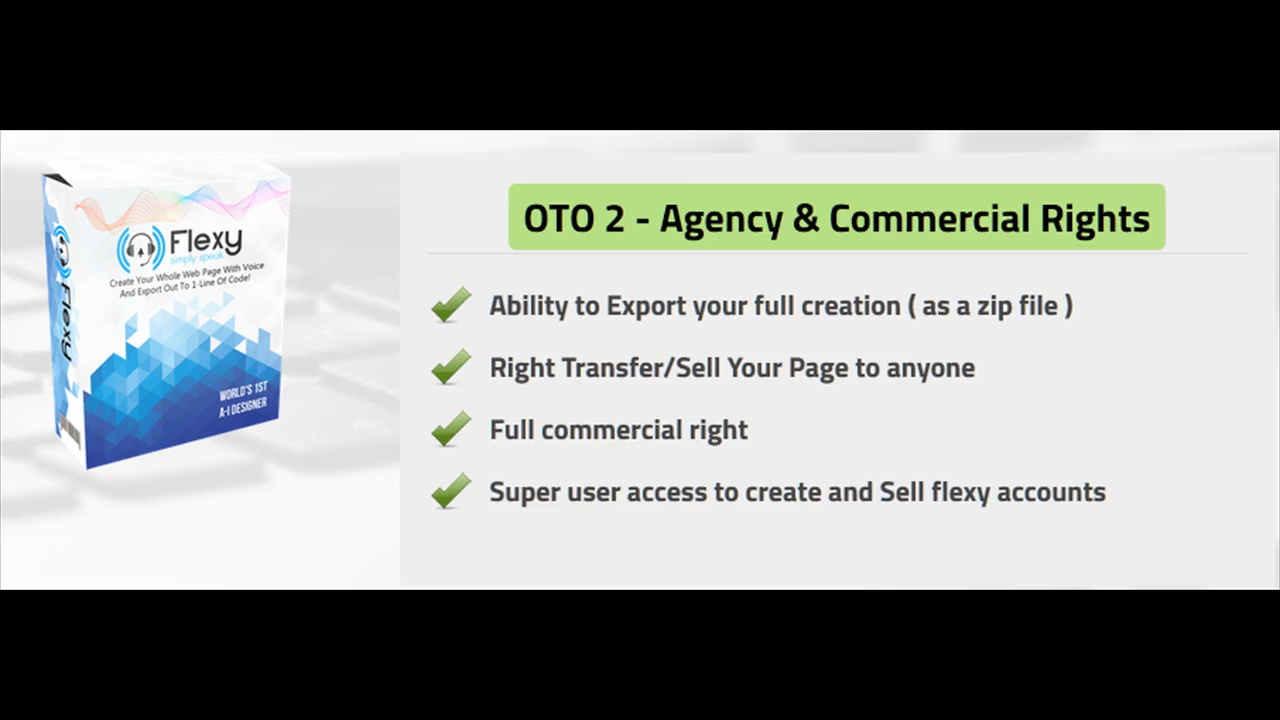 Flexy
simply speak
Create Your Whole Web Page With Voice
And Export Out To 1-Line Of Code!
Flexy
WORLD'S 1ST
A-I DESIGNER
OTO 2 - Agency & Commercial Rights
Ability to Export your full creation ( as a zip file )
Right Transfer/Sell Your Page to anyone
Full commercial right
Super user access to create and Sell flexy accounts